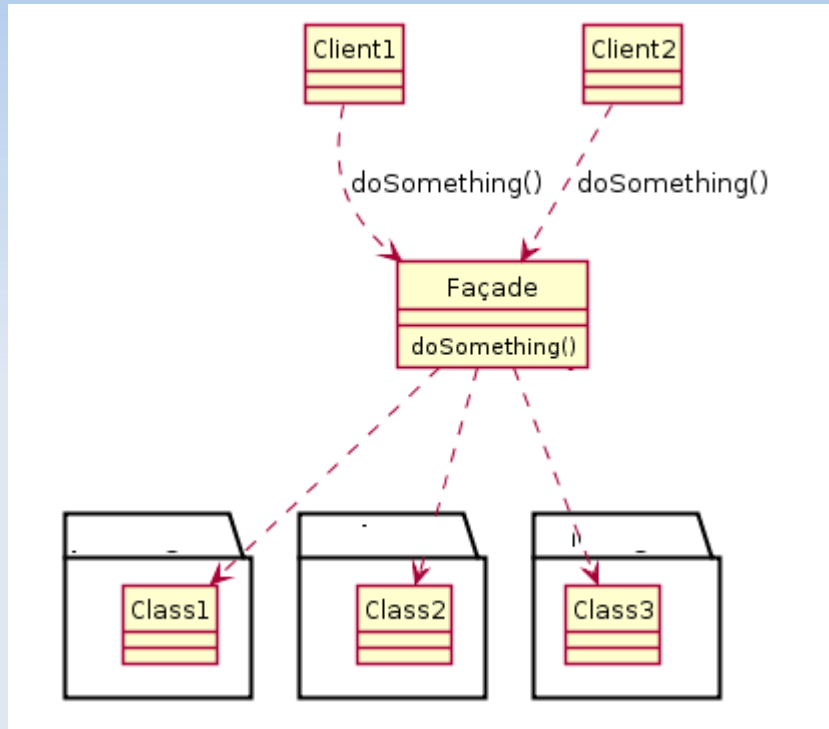 Client1
Client2
doSomething()
doSomething()
Façade
doSomething()
Class1
Class2
Class3